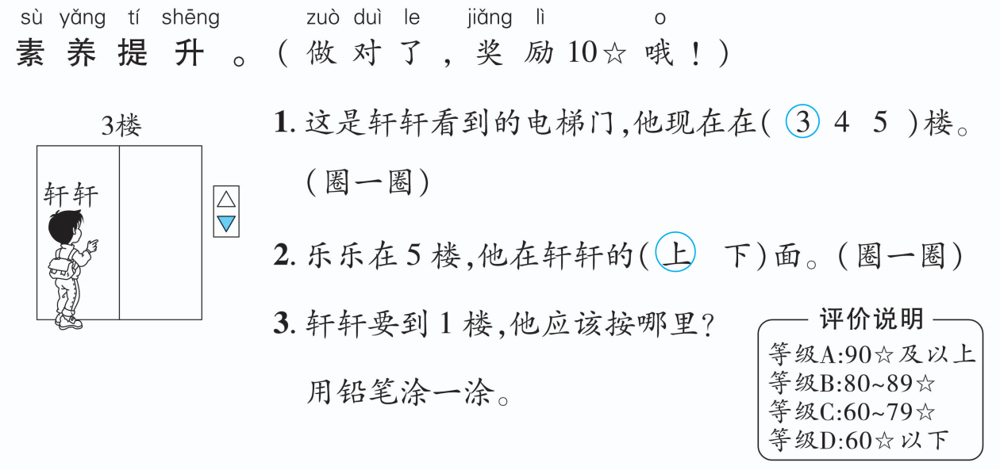 sù yǎng tí shēng zuò duì le jiǎng lì o
素养提升。(做对了，奖励10☆哦！)
3楼
轩轩
1. 这是轩轩看到的电梯门,他现在在( 3 4 5 )楼。
(圈一圈)
2. 乐乐在5楼,他在轩轩的(上 下)面。(圈一圈)
3. 轩轩要到1楼,他应该按哪里?
用铅笔涂一涂。
评价说明
等级A:90☆及以上
等级B:80~89☆
等级C:60~79☆
等级D:60☆以下